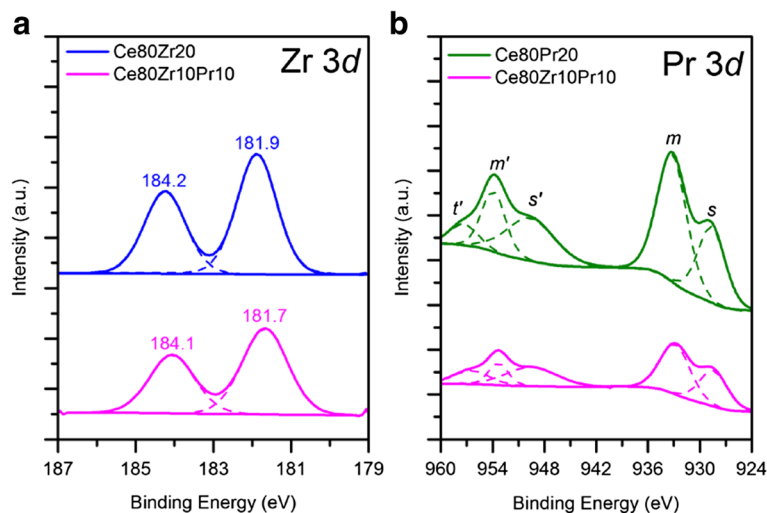 a
Ce80Zr20
Ce80Zr10Pr10
Zr 3d
184.2
181.9
184.1
181.7
Intensity (a.u.)
187 185 183 181 179
Binding Energy (eV)
b
Ce80Pr20
Ce80Zr10Pr10
Pr 3d
t'
m'
s'
m
s
Intensity (a.u.)
960 954 948 942 936 930 924
Binding Energy (eV)